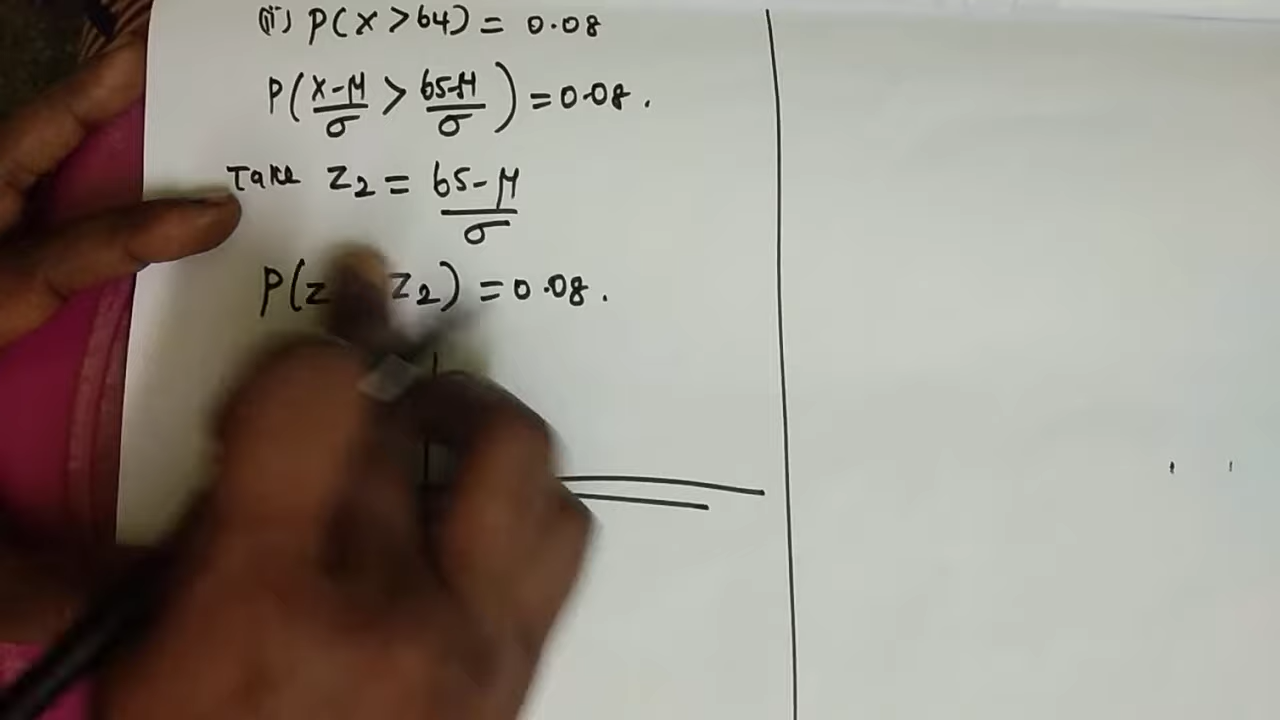 (ii) P(X > 64) = 0.08
P(X-μ/σ > 65-μ/σ) = 0.08.
Take Z2 = 65-μ/σ
P(Z Z2) = 0.08.